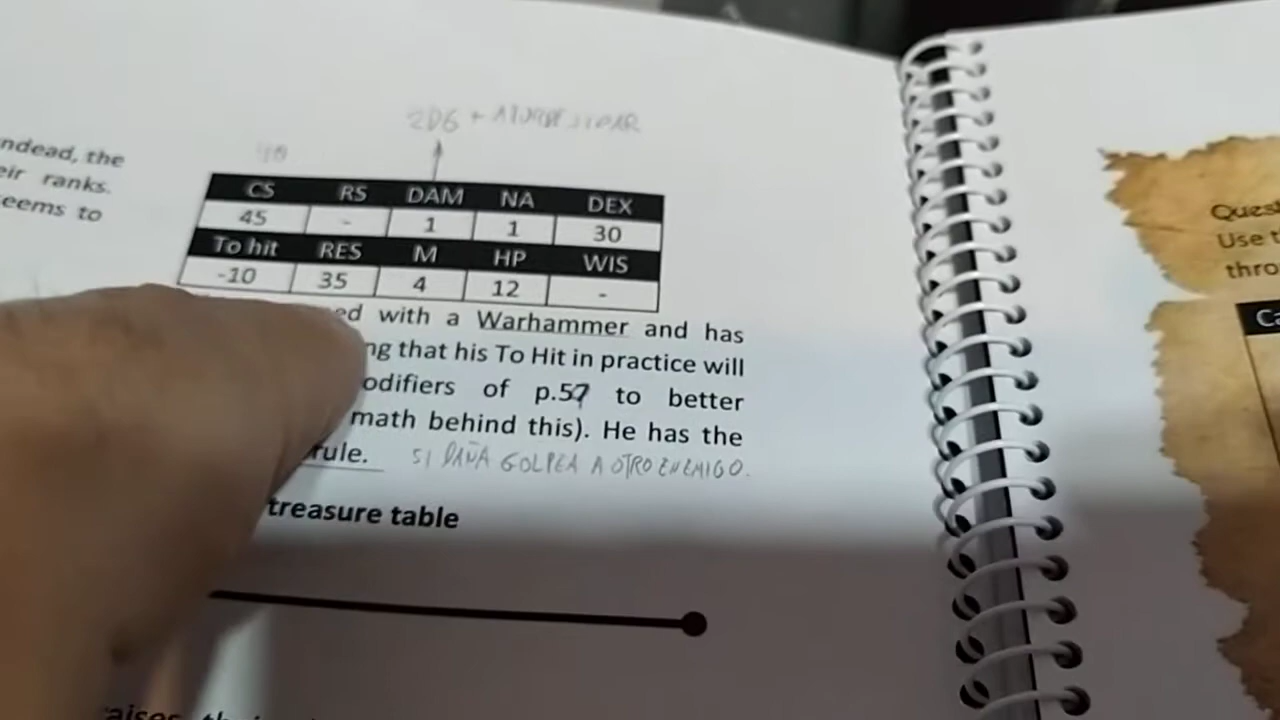 2D6 +
ndead, the
eir ranks.
seems to
CS RS DAM NA DEX
45 - 1 1 30
To hit RES M HP WIS
-10 35 4 12 -
ed with a Warhammer and has
ng that his To Hit in practice will
odifiers of p.57 to better
math behind this). He has the
rule. SI DAÑA GOLPEA A OTRO ENEMIGO.
treasure table
Quest
Use t
thro
Ca